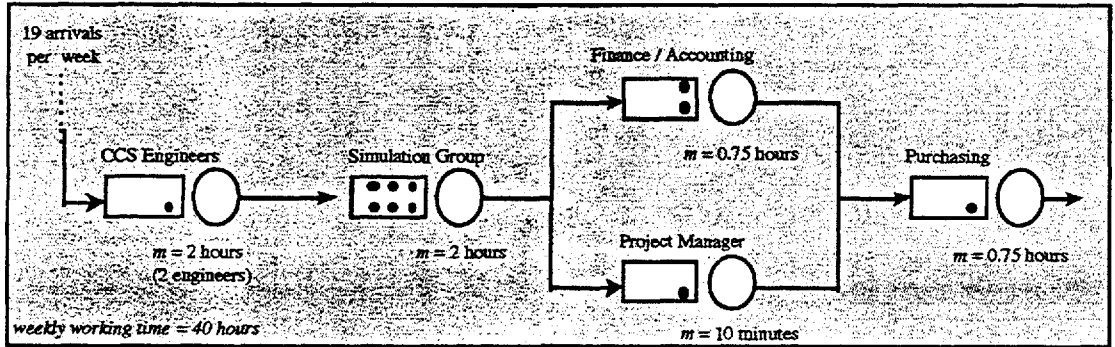 19 arrivals
per week
CCS Engineers
m = 2 hours
(2 engineers)
Simulation Group
m = 2 hours
Finance / Accounting
m = 0.75 hours
Project Manager
m = 10 minutes
Purchasing
m = 0.75 hours
weekly working time = 40 hours